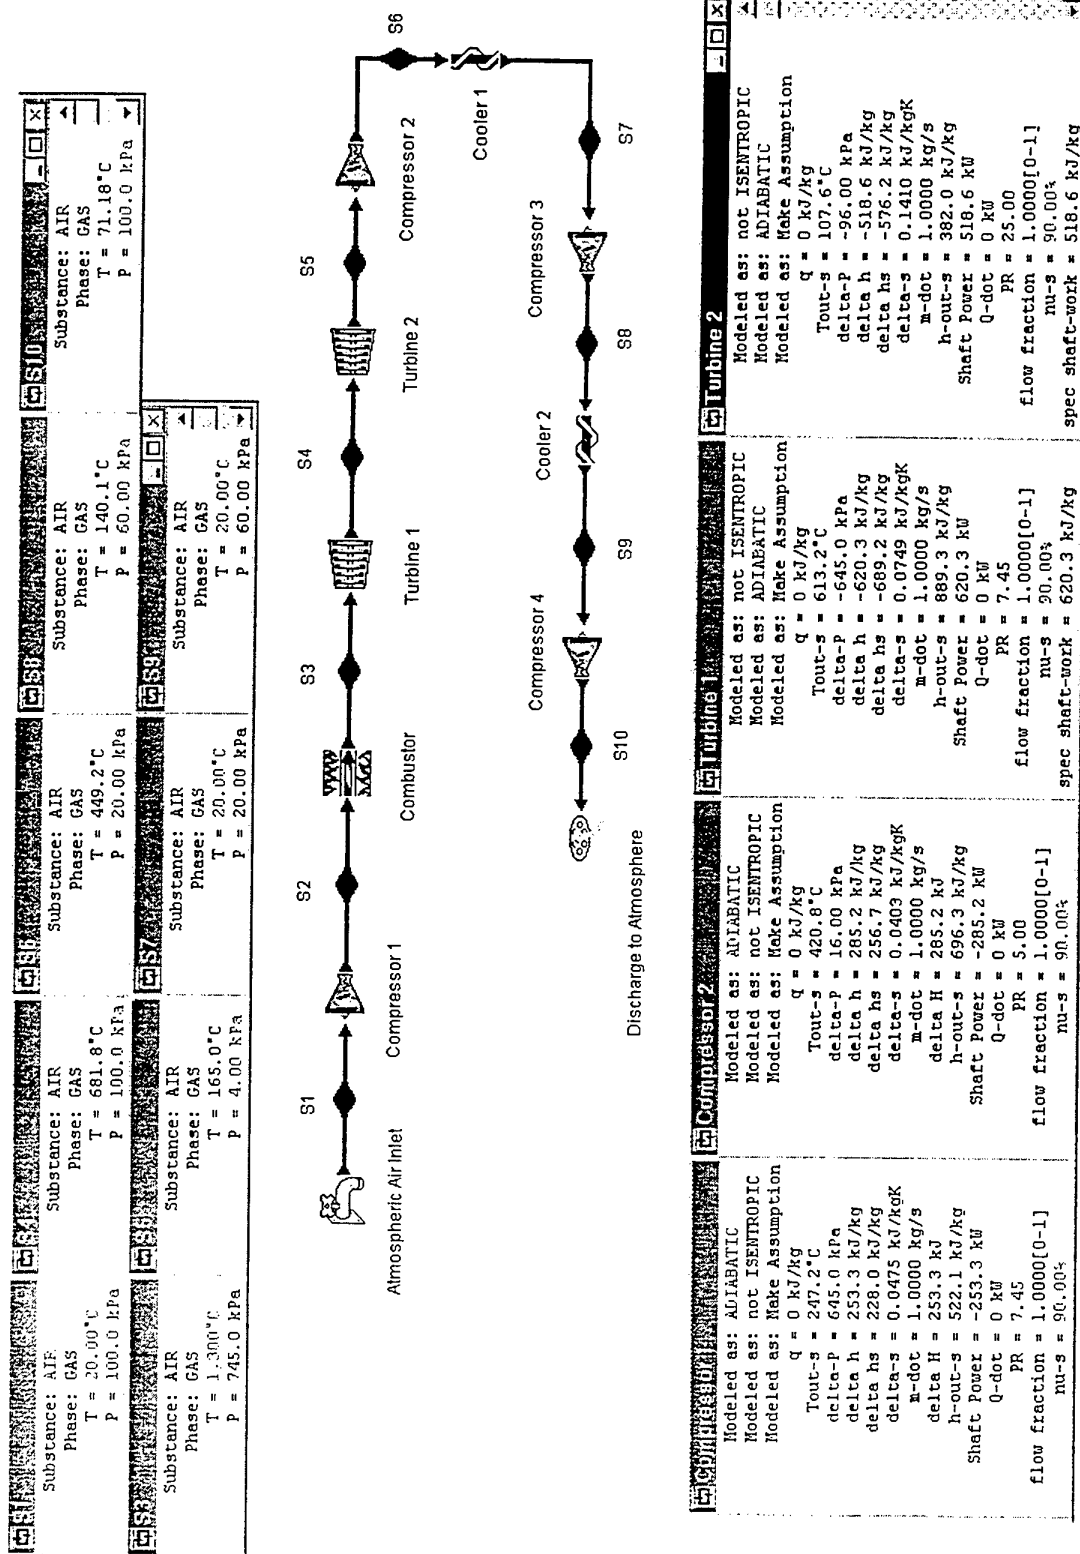 S1
Substance: AIR
Phase: GAS
T = 20.00°C
P = 100.0 kPa
S4
Substance: AIR
Phase: GAS
T = 681.8°C
P = 100.0 kPa
S6
Substance: AIR
Phase: GAS
T = 449.2°C
P = 20.00 kPa
S8
Substance: AIR
Phase: GAS
T = 140.1°C
P = 60.00 kPa
S10
Substance: AIR
Phase: GAS
T = 71.18°C
P = 100.0 kPa
S3
Substance: AIR
Phase: GAS
T = 1,300°C
P = 745.0 kPa
Substance: AIR
Phase: GAS
T = 165.0°C
P = 4.00 kPa
S7
Substance: AIR
Phase: GAS
T = 20.00°C
P = 20.00 kPa
S9
Substance: AIR
Phase: GAS
T = 20.00°C
P = 60.00 kPa
S1
S2
S3
S4
S5
S6
Atmospheric Air Inlet
Compressor 1
Combustor
Turbine 1
Turbine 2
Compressor 2
Cooler 1
Compressor 4
Cooler 2
Compressor 3
S10
S9
S8
S7
Discharge to Atmosphere
Compressor 1
Modeled as: ADIABATIC
Modeled as: not ISENTROPIC
Modeled as: Make Assumption
q = 0 kJ/kg
Tout-s = 247.2°C
delta-P = 645.0 kPa
delta h = 253.3 kJ/kg
delta hs = 228.0 kJ/kg
delta-s = 0.0475 kJ/kgK
m-dot = 1.0000 kg/s
delta H = 253.3 kJ
h-out-s = 522.1 kJ/kg
Shaft Power = -253.3 kW
Q-dot = 0 kW
PR = 7.45
flow fraction = 1.0000[0-1]
nu-s = 90.00%
Compressor 2
Modeled as: ADIABATIC
Modeled as: not ISENTROPIC
Modeled as: Make Assumption
q = 0 kJ/kg
Tout-s = 420.8°C
delta-P = 16.00 kPa
delta h = 285.2 kJ/kg
delta hs = 256.7 kJ/kg
delta-s = 0.0403 kJ/kgK
m-dot = 1.0000 kg/s
delta H = 285.2 kJ
h-out-s = 696.3 kJ/kg
Shaft Power = -285.2 kW
Q-dot = 0 kW
PR = 5.00
flow fraction = 1.0000[0-1]
nu-s = 90.00%
Turbine 1
Modeled as: not ISENTROPIC
Modeled as: ADIABATIC
Modeled as: Make Assumption
q = 0 kJ/kg
Tout-s = 613.2°C
delta-P = -645.0 kPa
delta h = -620.3 kJ/kg
delta hs = -689.2 kJ/kg
delta-s = 0.0749 kJ/kgK
m-dot = 1.0000 kg/s
h-out-s = 889.3 kJ/kg
Shaft Power = 620.3 kW
Q-dot = 0 kW
PR = 7.45
flow fraction = 1.0000[0-1]
nu-s = 90.00%
spec shaft-work = 620.3 kJ/kg
Turbine 2
Modeled as: not ISENTROPIC
Modeled as: ADIABATIC
Modeled as: Make Assumption
q = 0 kJ/kg
Tout-s = 107.6°C
delta-P = -96.00 kPa
delta h = -518.6 kJ/kg
delta hs = -576.2 kJ/kg
delta-s = 0.1410 kJ/kgK
m-dot = 1.0000 kg/s
h-out-s = 382.0 kJ/kg
Shaft Power = 518.6 kW
Q-dot = 0 kW
PR = 25.00
flow fraction = 1.0000[0-1]
nu-s = 90.00%
spec shaft-work = 518.6 kJ/kg